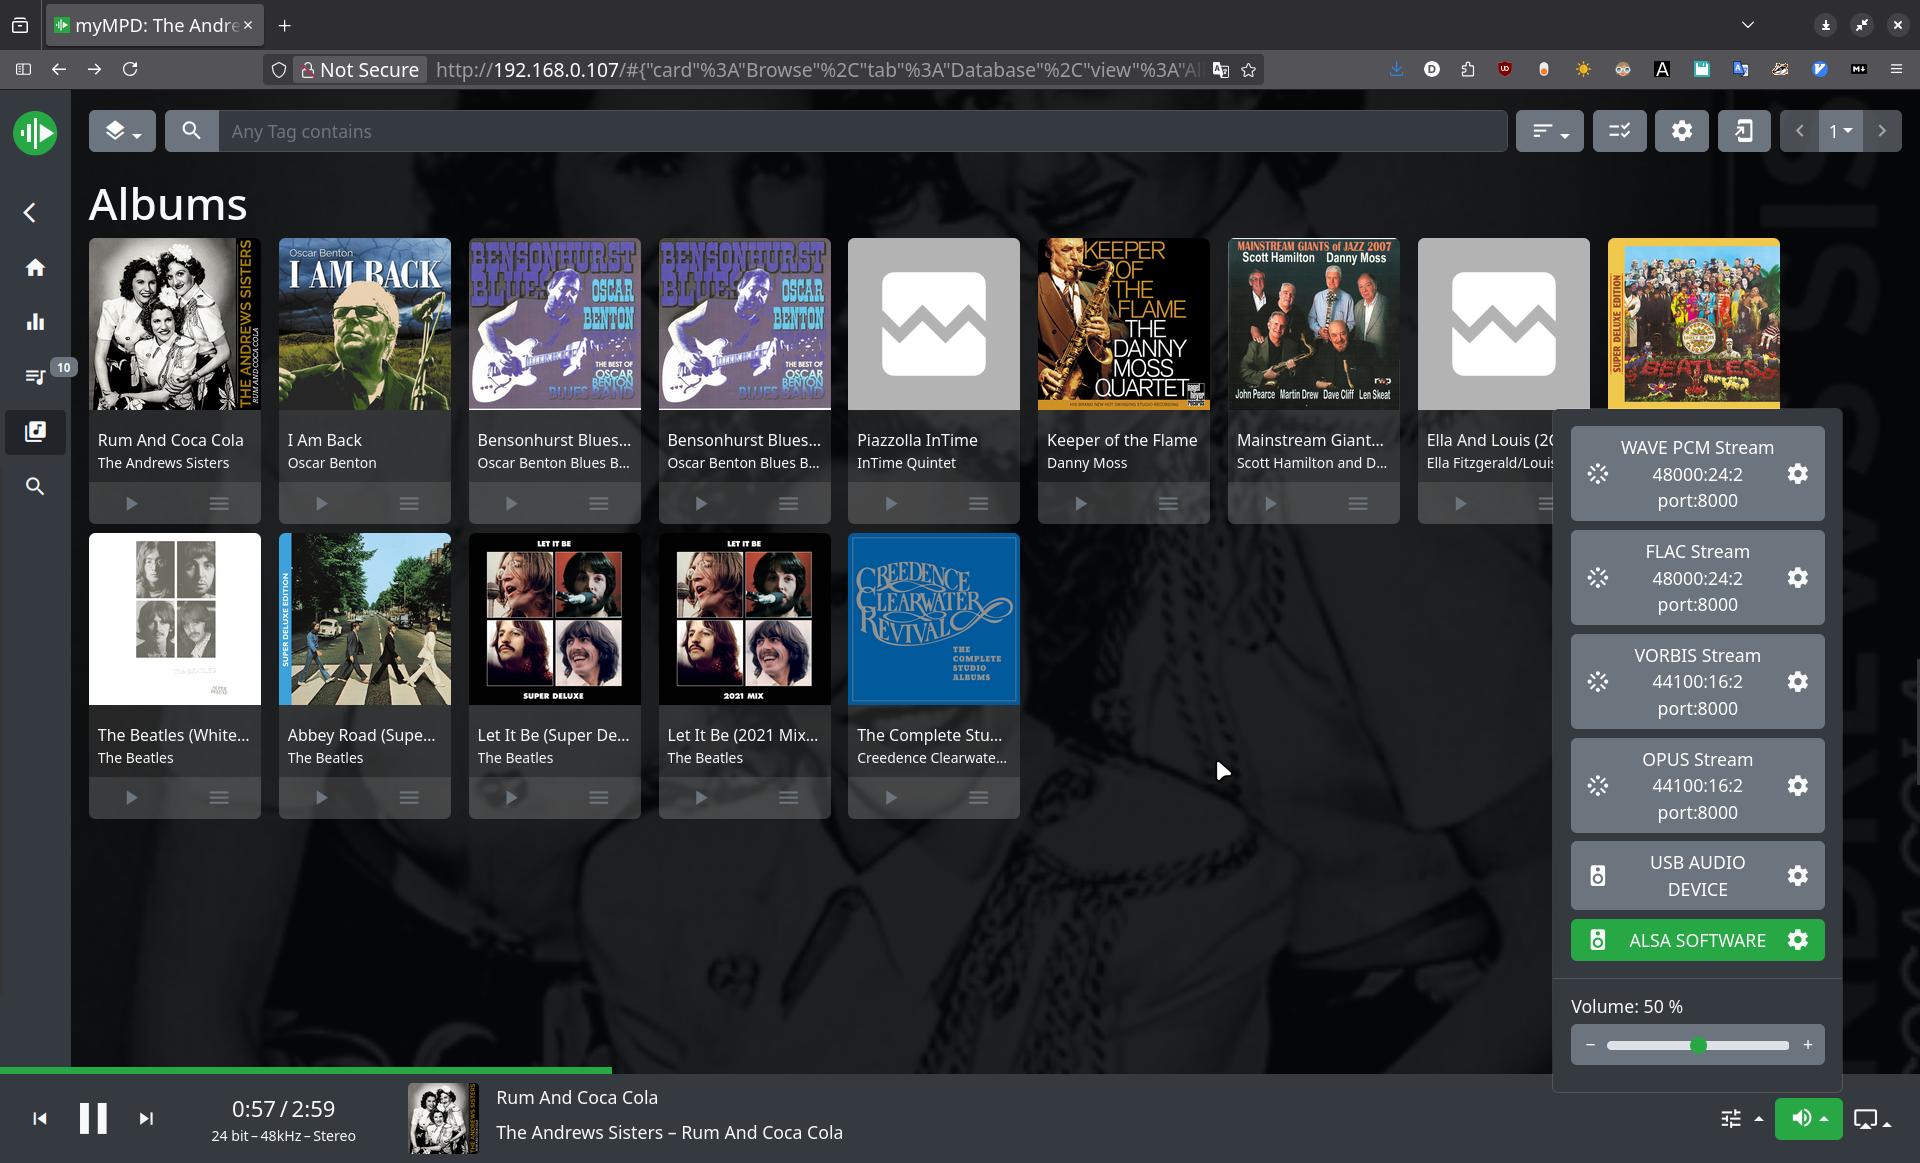 myMPD: The Andre
Not Secure
http://192.168.0.107/#{"card"%3A"Browse"%2C"tab"%3A"Database"%2C"view"%3A"Al
Any Tag contains
1
Albums
10
THE ANDREWS SISTERS
RUM AND COCA COLA
Oscar Benton
I AM BACK
BENSONHURST
BLUES
OSCAR
BENTON
THE BEST OF
OSCAR
BENTON
BLUES BAND
BENSONHURST
BLUES
OSCAR
BENTON
THE BEST OF
OSCAR
BENTON
BLUES BAND
KEEPER
OF
THE
FLAME
THE
DANNY
MOSS
QUARTET
MAINSTREAM GIANTS of JAZZ 2007
Scott Hamilton Danny Moss
John Pearce Martin Drew Dave Cliff Len Skeat
SUPER DELUXE EDITION
BEATLES
Rum And Coca Cola
The Andrews Sisters
I Am Back
Oscar Benton
Bensonhurst Blues...
Oscar Benton Blues B...
Bensonhurst Blues...
Oscar Benton Blues B...
Piazzolla InTime
InTime Quintet
Keeper of the Flame
Danny Moss
Mainstream Giant...
Scott Hamilton and D...
Ella And Louis (2
Ella Fitzgerald/Louis
The BEATLES
SUPER DELUXE EDITION
LET IT BE
SUPER DELUXE
LET IT BE
2021 MIX
CREEDENCE
CLEARWATER
REVIVAL
THE
COMPLETE
STUDIO
ALBUMS
The Beatles (White...
The Beatles
Abbey Road (Supe...
The Beatles
Let It Be (Super De...
The Beatles
Let It Be (2021 Mix...
The Beatles
The Complete Stu...
Creedence Clearwate...
WAVE PCM Stream
48000:24:2
port:8000
FLAC Stream
48000:24:2
port:8000
VORBIS Stream
44100:16:2
port:8000
OPUS Stream
44100:16:2
port:8000
USB AUDIO
DEVICE
ALSA SOFTWARE
Volume: 50 %
0:57 / 2:59
24 bit – 48kHz – Stereo
Rum And Coca Cola
The Andrews Sisters – Rum And Coca Cola